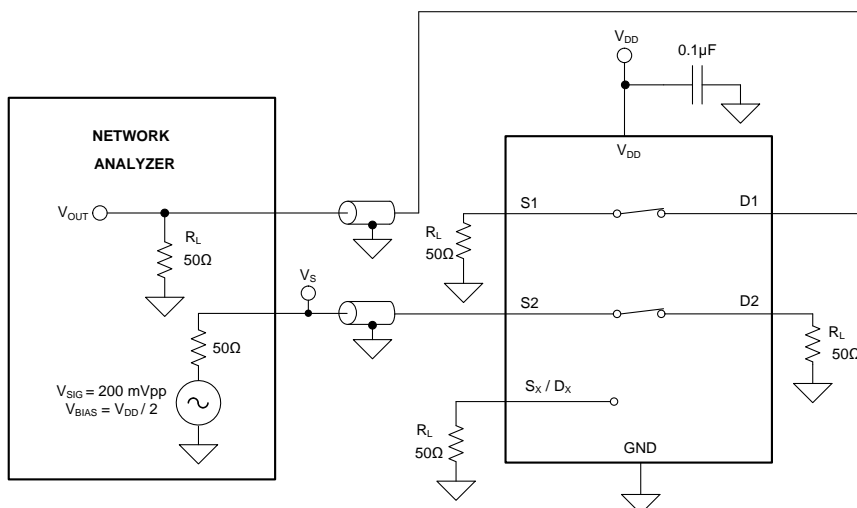 V_DD
0.1µF
NETWORK
ANALYZER
V_DD
V_OUT
S1
D1
R_L
50Ω
R_L
50Ω
V_S
S2
D2
50Ω
R_L
50Ω
V_SIG = 200 mVpp
V_BIAS = V_DD / 2
S_X / D_X
R_L
50Ω
GND